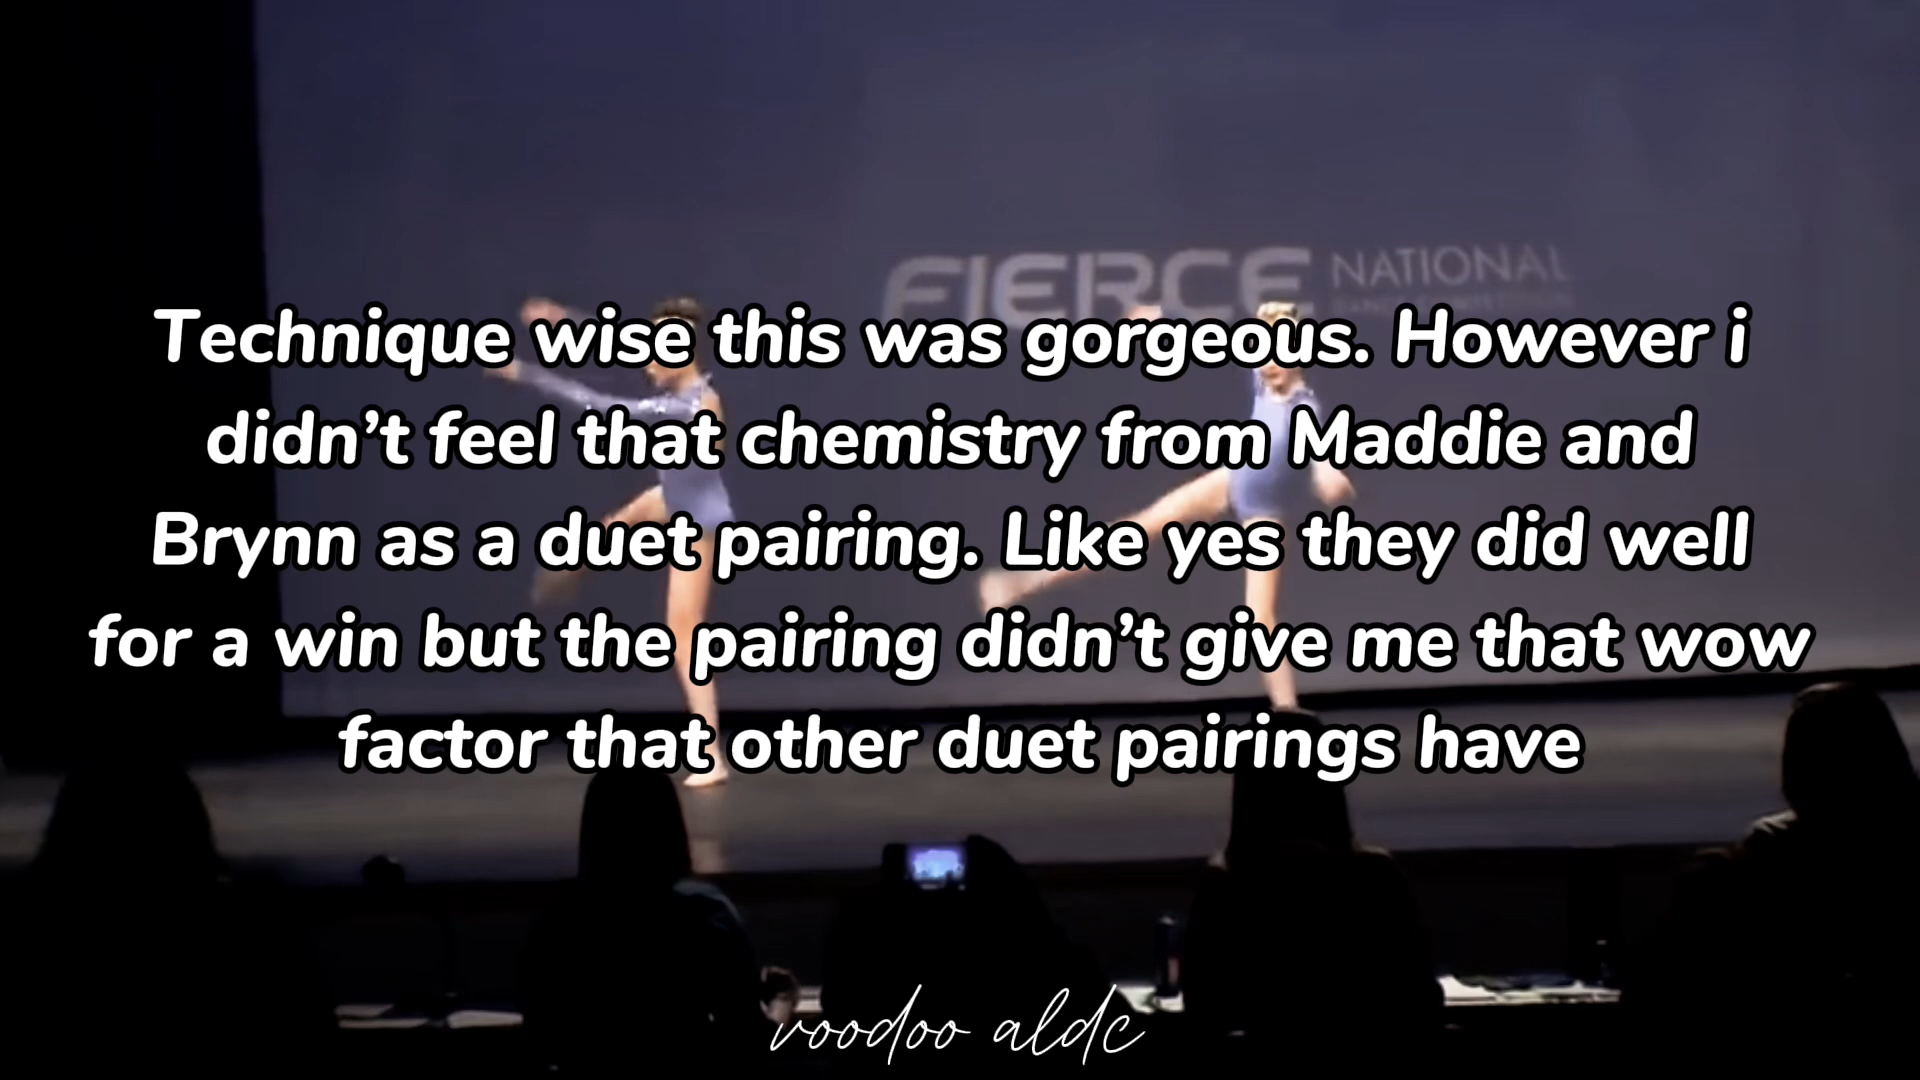 FIERCE NATIONAL
Technique wise this was gorgeous. However i
didn’t feel that chemistry from Maddie and
Brynn as a duet pairing. Like yes they did well
for a win but the pairing didn’t give me that wow
factor that other duet pairings have
voodoo aldc